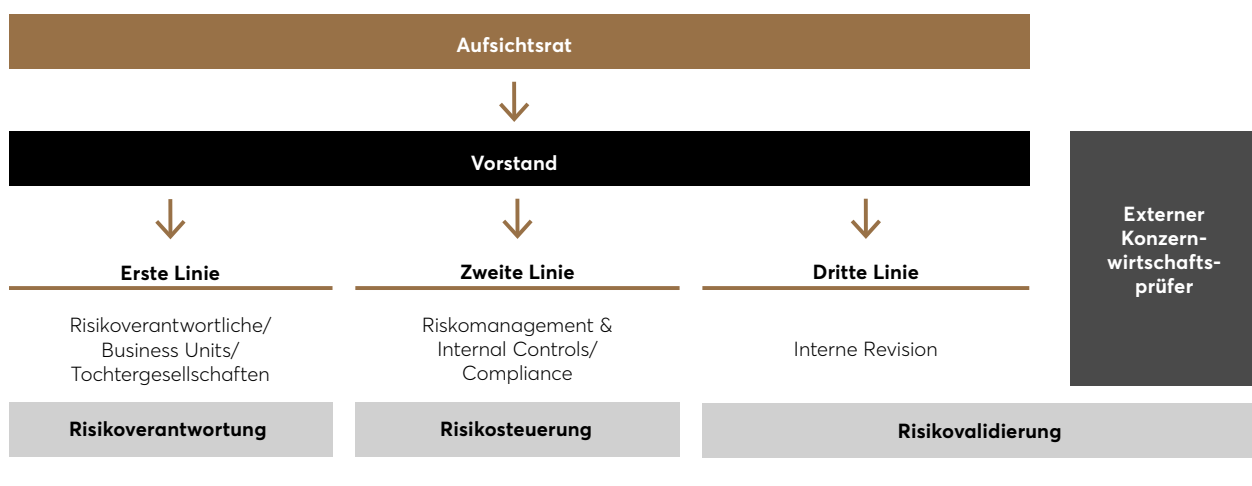 Aufsichtsrat
Vorstand
Externer
Konzern-
wirtschafts-
prüfer
Erste Linie
Zweite Linie
Dritte Linie
Risikoverantwortliche/
Business Units/
Tochtergesellschaften
Riskomanagement &
Internal Controls/
Compliance
Interne Revision
Risikoverantwortung
Risikosteuerung
Risikovalidierung